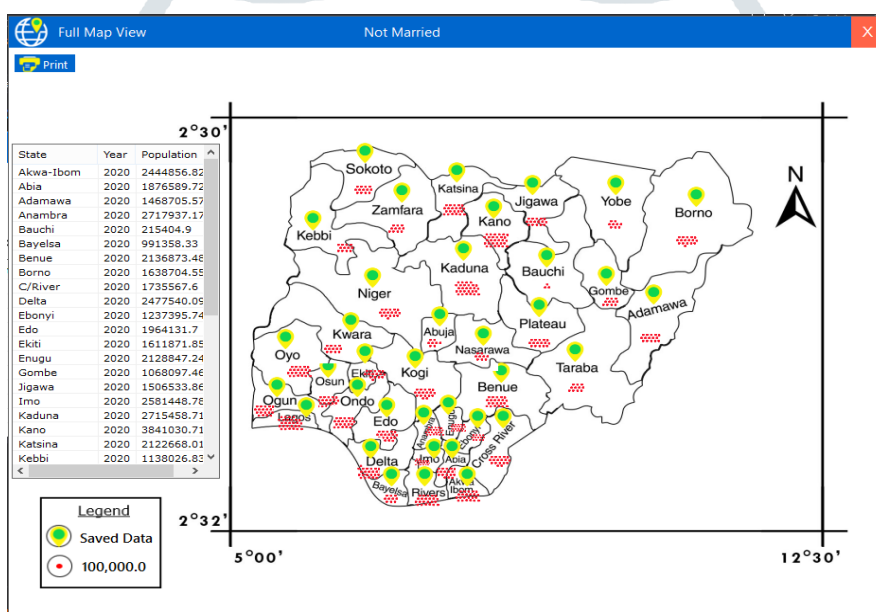 Full Map View
Not Married
X
Print
2°30'
State Year Population
Akwa-Ibom 2020 2444856.82
Abia 2020 1876589.72
Adamawa 2020 1468705.57
Anambra 2020 2717937.17
Bauchi 2020 215404.9
Bayelsa 2020 991358.33
Benue 2020 2136873.48
Borno 2020 1638704.55
C/River 2020 1735567.6
Delta 2020 2477540.09
Ebonyi 2020 1237395.74
Edo 2020 1964131.7
Ekiti 2020 1611871.85
Enugu 2020 2128847.24
Gombe 2020 1068097.46
Jigawa 2020 1506533.86
Imo 2020 2581448.78
Kaduna 2020 2715458.71
Kano 2020 3841030.71
Katsina 2020 2122668.01
Kebbi 2020 1138026.83
Sokoto
Katsina
Jigawa
Yobe
Borno
N
Zamfara
Kano
Kebbi
Kaduna
Bauchi
Gombe
Niger
Adamawa
Plateau
Abuja
Kwara
Nasarawa
Oyo
Osun
Kogi
Taraba
Benue
Ogun
Ondo
Lagos
Edo
Anambra
Enugu
Ebony
Cross River
Delta
Imo
Abia
Bayelsa
Rivers
Akwa
Ibom
Legend
Saved Data
100,000.0
2°32'
5°00'
12°30'